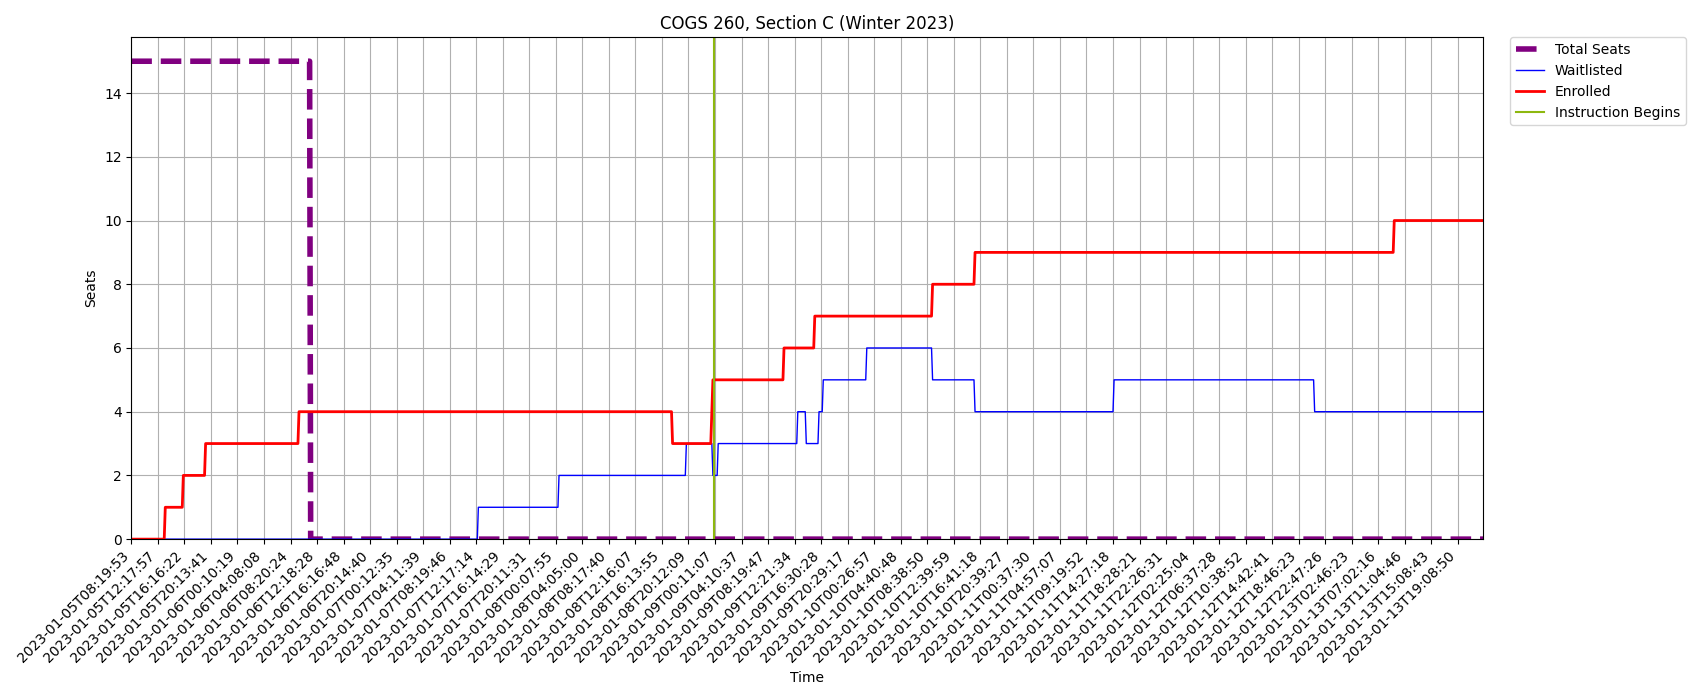 COGS 260, Section C (Winter 2023)
Total Seats
Waitlisted
Enrolled
Instruction Begins
Seats
14
12
10
8
6
4
2
0
2023-01-05T08:19:53
2023-01-05T12:17:57
2023-01-05T16:16:22
2023-01-05T20:13:41
2023-01-06T00:10:19
2023-01-06T04:08:08
2023-01-06T08:20:24
2023-01-06T12:18:28
2023-01-06T16:16:48
2023-01-06T20:14:40
2023-01-07T00:12:35
2023-01-07T04:11:39
2023-01-07T08:19:46
2023-01-07T12:17:14
2023-01-07T16:14:29
2023-01-07T20:11:31
2023-01-08T00:07:55
2023-01-08T04:05:00
2023-01-08T08:17:40
2023-01-08T12:16:07
2023-01-08T16:13:55
2023-01-08T20:12:09
2023-01-09T00:11:07
2023-01-09T04:10:37
2023-01-09T08:19:47
2023-01-09T12:21:34
2023-01-09T16:30:28
2023-01-09T20:29:17
2023-01-10T00:26:57
2023-01-10T04:40:48
2023-01-10T08:38:50
2023-01-10T12:39:59
2023-01-10T16:41:18
2023-01-10T20:39:27
2023-01-11T00:37:30
2023-01-11T04:57:07
2023-01-11T09:19:52
2023-01-11T14:27:18
2023-01-11T18:28:21
2023-01-11T22:26:31
2023-01-12T02:25:04
2023-01-12T06:37:28
2023-01-12T10:38:52
2023-01-12T14:42:41
2023-01-12T18:46:23
2023-01-12T22:47:26
2023-01-13T02:46:23
2023-01-13T07:02:16
2023-01-13T11:04:46
2023-01-13T15:08:43
2023-01-13T19:08:50
Time